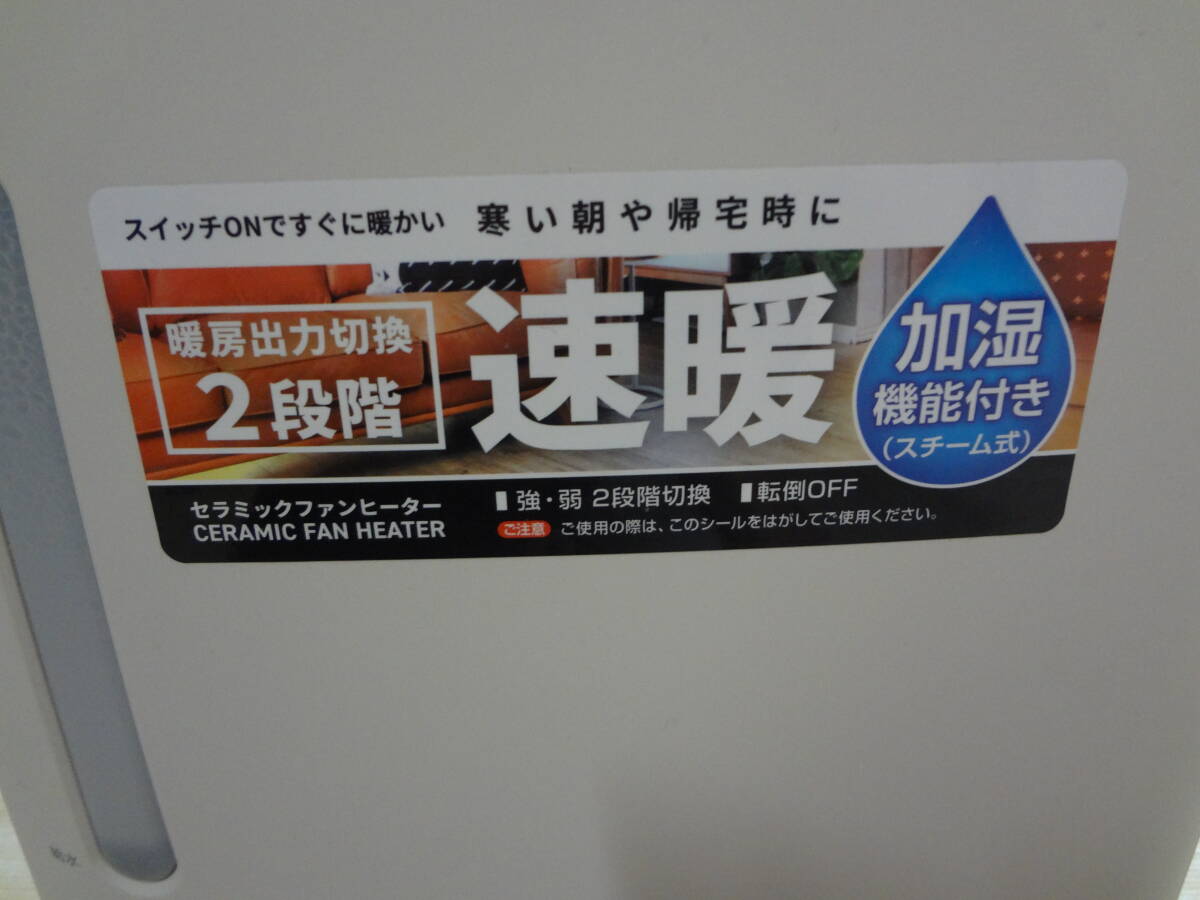 スイッチONですぐに暖かい 寒い朝や帰宅時に
暖房出力切換
2段階
速暖
加湿
機能付き
(スチーム式)
セラミックファンヒーター
CERAMIC FAN HEATER
▮強・弱 2段階切換 ▮転倒OFF
ご注意 ご使用の際は、このシールをはがしてご使用ください。